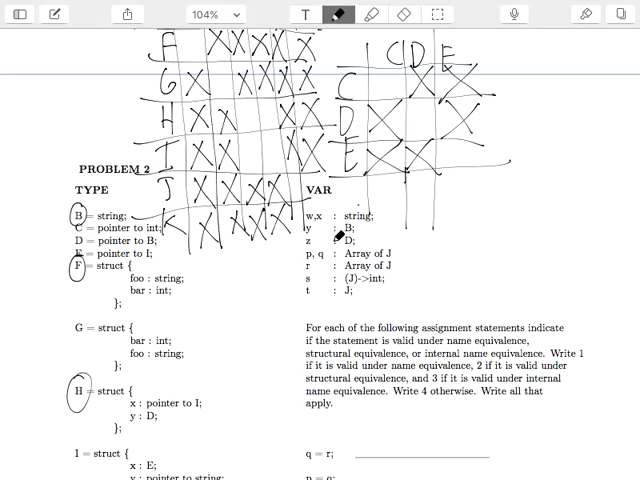 104%
T
F X X X X X
G X X X X X
H X X X X
I X X X X
J X X X X
K X X X X
C D E
C X X
D X X
E X X
PROBLEM 2
TYPE
B = string;
C = pointer to int;
D = pointer to B;
E = pointer to I;
F = struct {
foo : string;
bar : int;
};
G = struct {
bar : int;
foo : string;
};
H = struct {
x : pointer to I;
y : D;
};
I = struct {
x : E;
y : pointer to string;
VAR
w,x : string;
y : B;
z : D;
p, q : Array of J
r : Array of J
s : (J)->int;
t : J;
For each of the following assignment statements indicate
if the statement is valid under name equivalence,
structural equivalence, or internal name equivalence. Write 1
if it is valid under name equivalence, 2 if it is valid under
structural equivalence, and 3 if it is valid under internal
name equivalence. Write 4 otherwise. Write all that
apply.
q = r;
p = q;